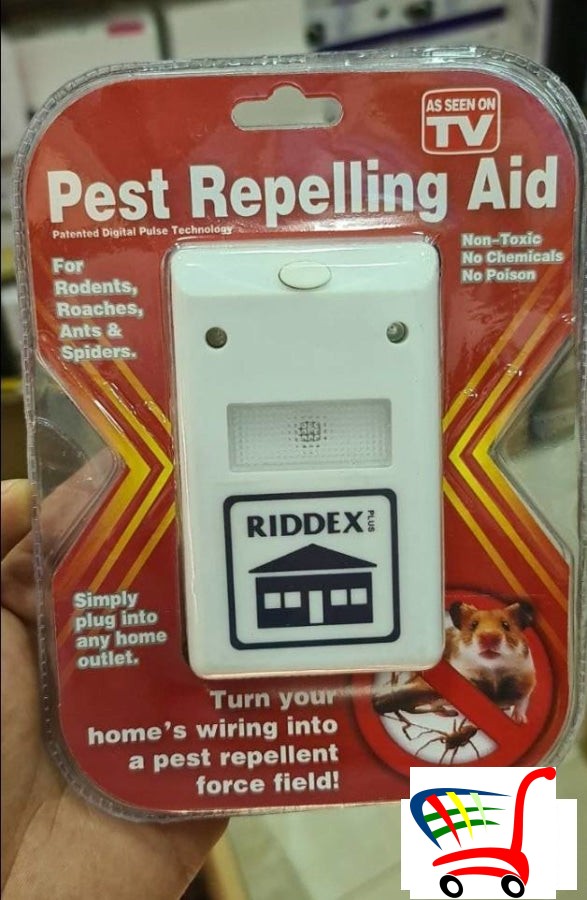 AS SEEN ON
TV
Pest Repelling Aid
Patented Digital Pulse Technology
Non-Toxic
No Chemicals
No Poison
For
Rodents,
Roaches,
Ants &
Spiders.
RIDDEX PLUS
Simply
plug into
any home
outlet.
Turn your
home's wiring into
a pest repellent
force field!